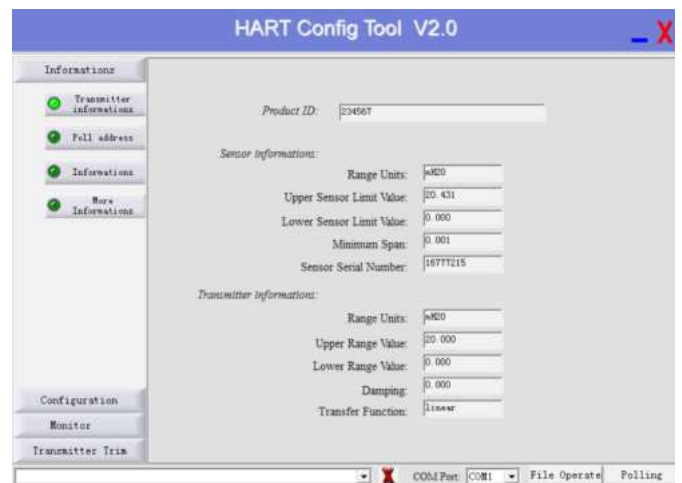 HART Config Tool V2.0
X
Informations
Transmitter
informations
Poll address
Informations
More
Informations
Configuration
Monitor
Transmitter Trim
Product ID: 234567
Sensor informations:
Range Units: mH2O
Upper Sensor Limit Value: 20.431
Lower Sensor Limit Value: 0.000
Minimum Span: 0.001
Sensor Serial Number: 16777215
Transmitter informations:
Range Units: mH2O
Upper Range Value: 20.000
Lower Range Value: 0.000
Damping: 0.000
Transfer Function: linear
COM Port: COM1 File Operate Polling